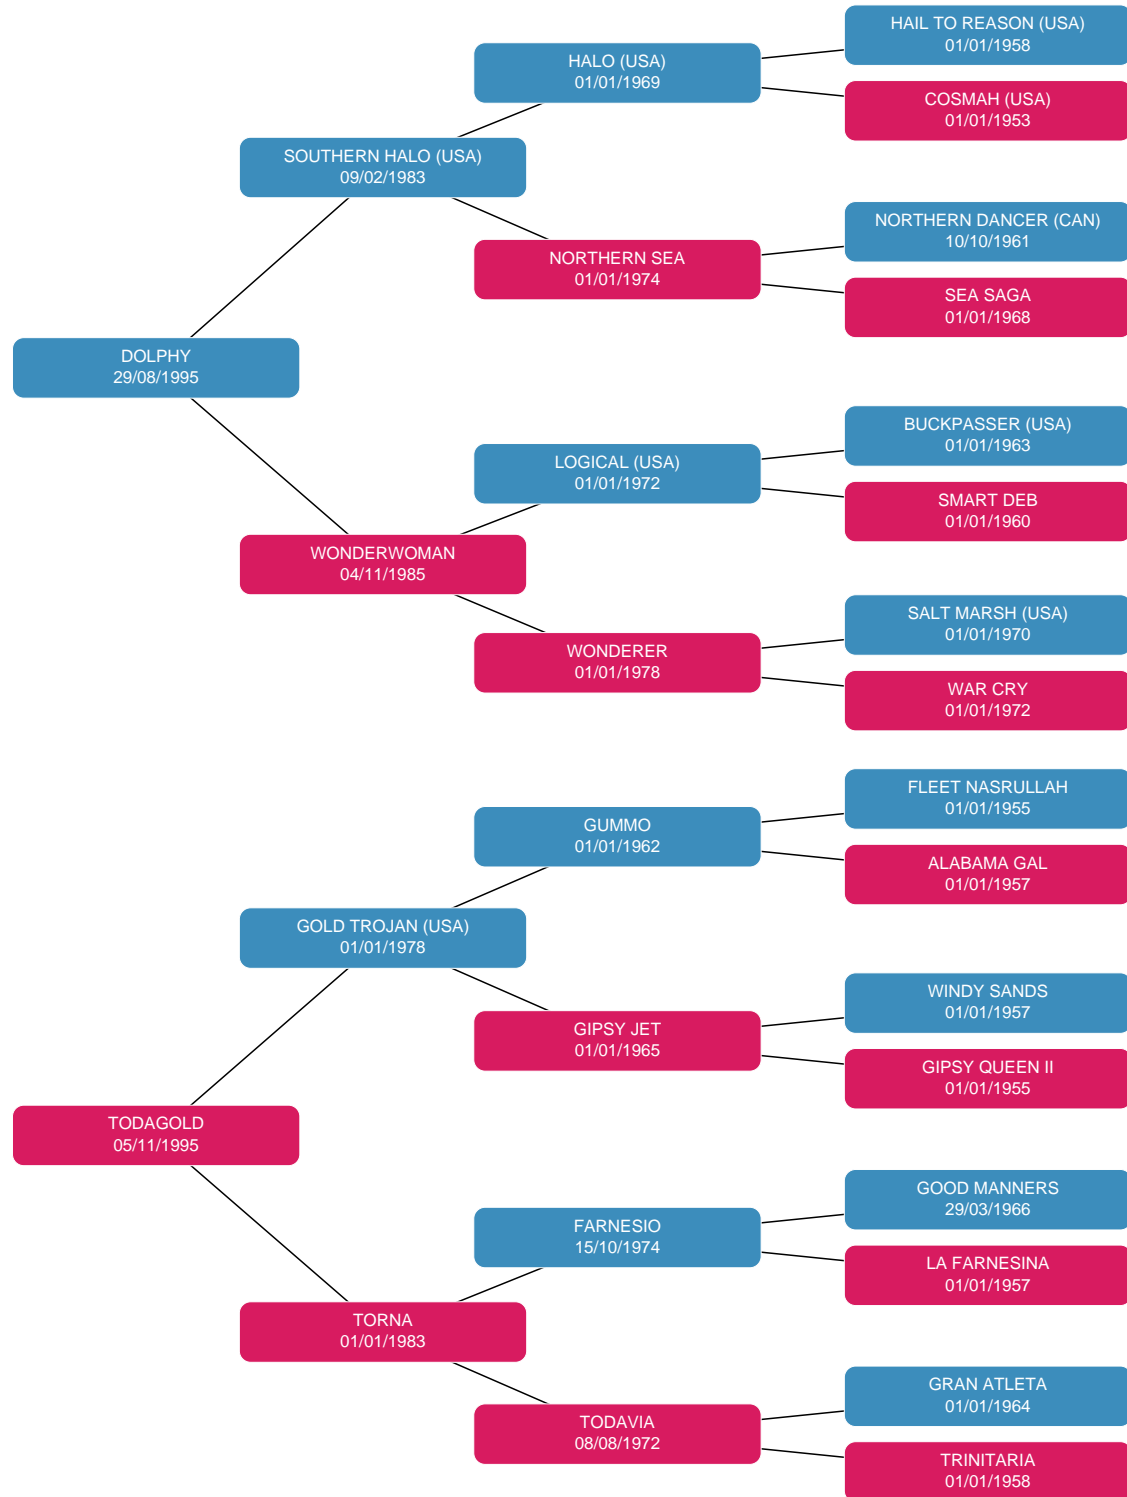 HAIL TO REASON (USA)
01/01/1958
HALO (USA)
01/01/1969
COSMAH (USA)
01/01/1953
SOUTHERN HALO (USA)
09/02/1983
NORTHERN DANCER (CAN)
10/10/1961
NORTHERN SEA
01/01/1974
SEA SAGA
01/01/1968
DOLPHY
29/08/1995
BUCKPASSER (USA)
01/01/1963
LOGICAL (USA)
01/01/1972
SMART DEB
01/01/1960
WONDERWOMAN
04/11/1985
SALT MARSH (USA)
01/01/1970
WONDERER
01/01/1978
WAR CRY
01/01/1972
FLEET NASRULLAH
01/01/1955
GUMMO
01/01/1962
ALABAMA GAL
01/01/1957
GOLD TROJAN (USA)
01/01/1978
WINDY SANDS
01/01/1957
GIPSY JET
01/01/1965
GIPSY QUEEN II
01/01/1955
TODAGOLD
05/11/1995
GOOD MANNERS
29/03/1966
FARNESIO
15/10/1974
LA FARNESINA
01/01/1957
TORNA
01/01/1983
GRAN ATLETA
01/01/1964
TODAVIA
08/08/1972
TRINITARIA
01/01/1958